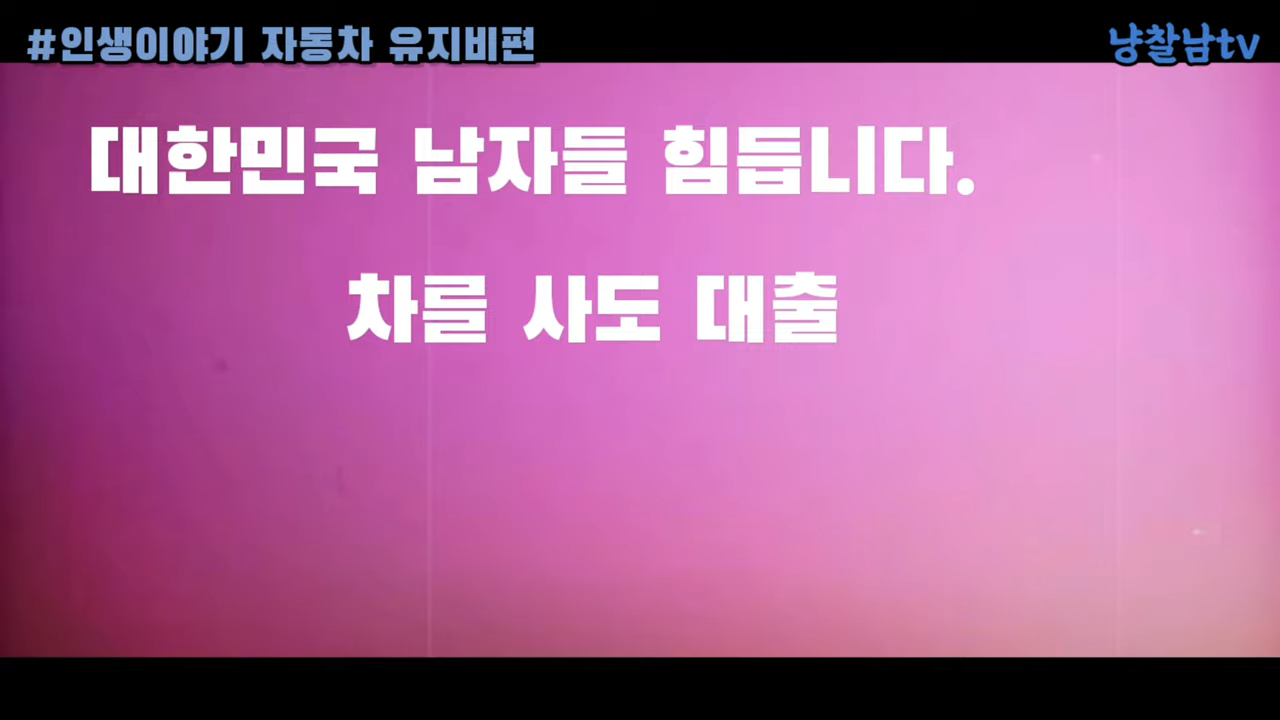 #인생이야기 자동차 유지비편
냥찰남tv
대한민국 남자들 힘듭니다.
차를 사도 대출